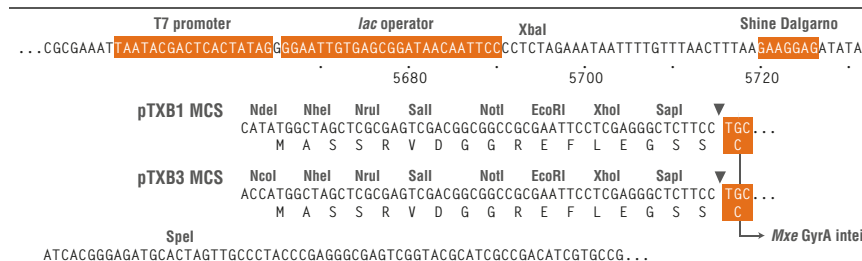 T7 promoter lac operator XbaI Shine Dalgarno
...CGCGAAATTAATACGACTCACTATAGGGGAATTGTGAGCGGATAACAATTCCCCTCTAGAAATAATTTTGTTTAACTTTAAGAAGGAGATATA
5680 5700 5720
pTXB1 MCS NdeI NheI NruI SalI NotI EcoRI XhoI SapI
CATATGGCTAGCTCGCGAGTCGACGGCGGCCGCGAATTCCTCGAGGGCTCTTCC TGC...
M A S S R V D G G R E F L E G S S C
pTXB3 MCS NcoI NheI NruI SalI NotI EcoRI XhoI SapI
ACCATGGCTAGCTCGCGAGTCGACGGCGGCCGCGAATTCCTCGAGGGCTCTTCC TGC...
M A S S R V D G G R E F L E G S S C
SpeI Mxe GyrA intei
ATCACGGGAGATGCACTAGTTGCCCTACCCGAGGGCGAGTCGGTACGCATCGCCGACATCGTGCCG...